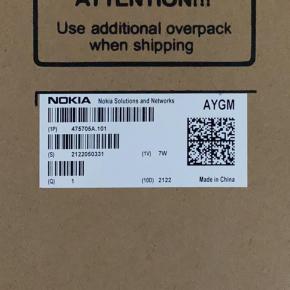 ATTENTION!!!
Use additional overpack
when shipping
NOKIA Nokia Solutions and Networks AYGM
(1P) 475705A.101
(S) 2122050331 (1V) 7W
(Q) 1 (10D) 2122 Made in China